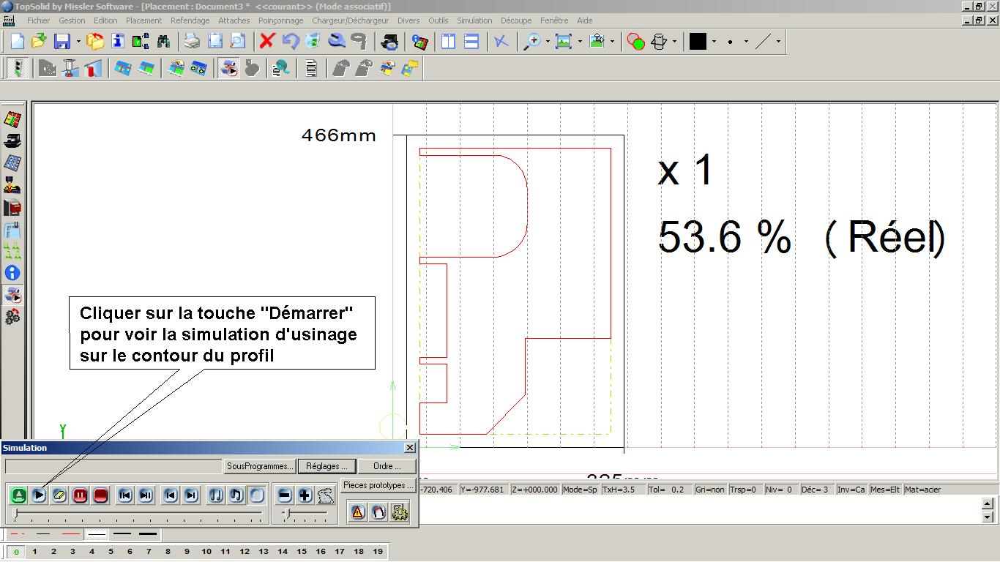 TopSolid by Missler Software - [Placement : Document3 * <<courant>> (Mode associatif)]
Fichier Gestion Edition Placement Refendage Attaches Poinçonnage Chargeur/Déchargeur Divers Outils Simulation Découpe Fenêtre Aide
466mm
x 1
53.6 % ( Réel)
Cliquer sur la touche "Démarrer"
pour voir la simulation d'usinage
sur le contour du profil
Y
Simulation
SousProgrammes... Réglages ... Ordre ...
Pieces prototypes ...
-720.406 Y=-977.681 Z=+000.000 Mode=Sp TxH=3.5 Tol= 0.2 Gri=non Trsp=0 Niv= 0 Déc= 3 Inv=Ca Mes=Elt Mat=acier
0 1 2 3 4 5 6 7 8 9 10 11 12 13 14 15 16 17 18 19